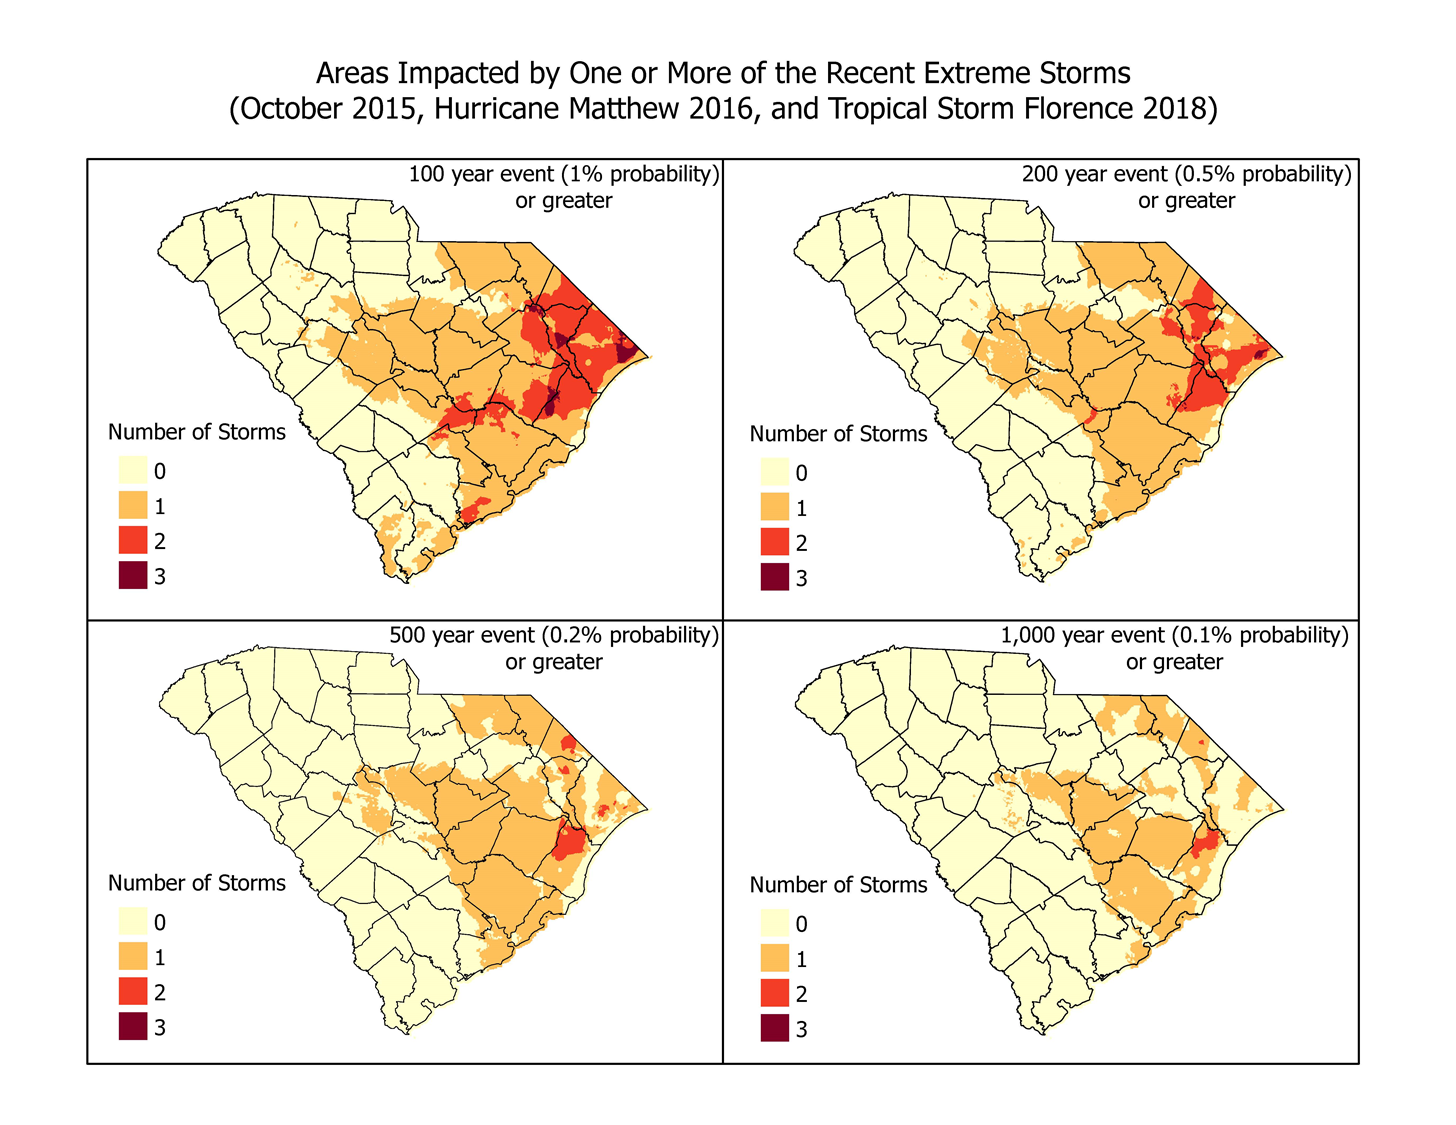 Areas Impacted by One or More of the Recent Extreme Storms
(October 2015, Hurricane Matthew 2016, and Tropical Storm Florence 2018)
100 year event (1% probability)
or greater
Number of Storms
0
1
2
3
200 year event (0.5% probability)
or greater
Number of Storms
0
1
2
3
500 year event (0.2% probability)
or greater
Number of Storms
0
1
2
3
1,000 year event (0.1% probability)
or greater
Number of Storms
0
1
2
3